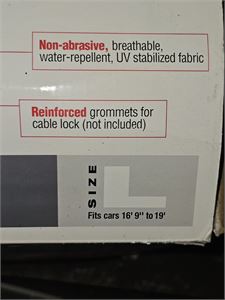 Non-abrasive, breathable,
water-repellent, UV stabilized fabric
Reinforced grommets for
cable lock (not included)
SIZE
L
Fits cars 16' 9" to 19'